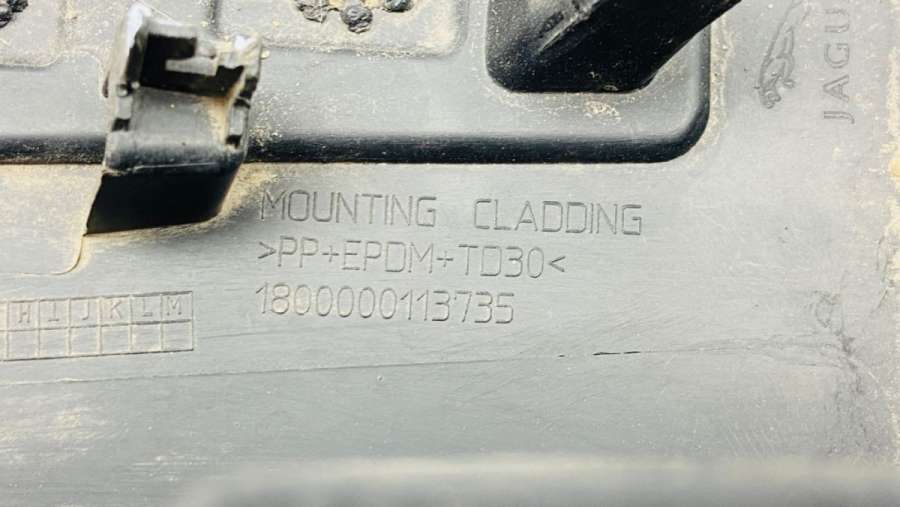 MOUNTING CLADDING
>PP+EPDM+TD30<
1800000113735
H I J K L M
JAGU